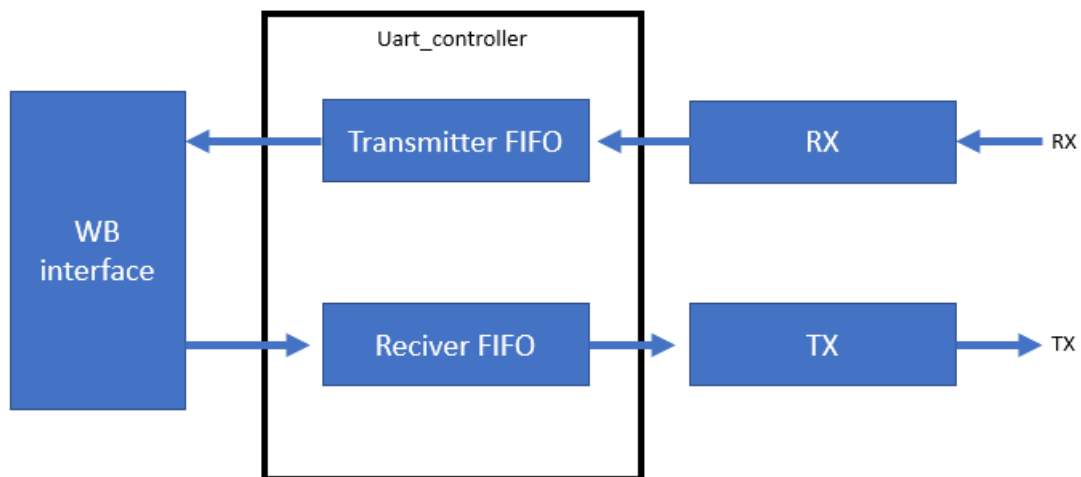 Uart_controller
Transmitter FIFO
RX
RX
WB
interface
Reciver FIFO
TX
TX